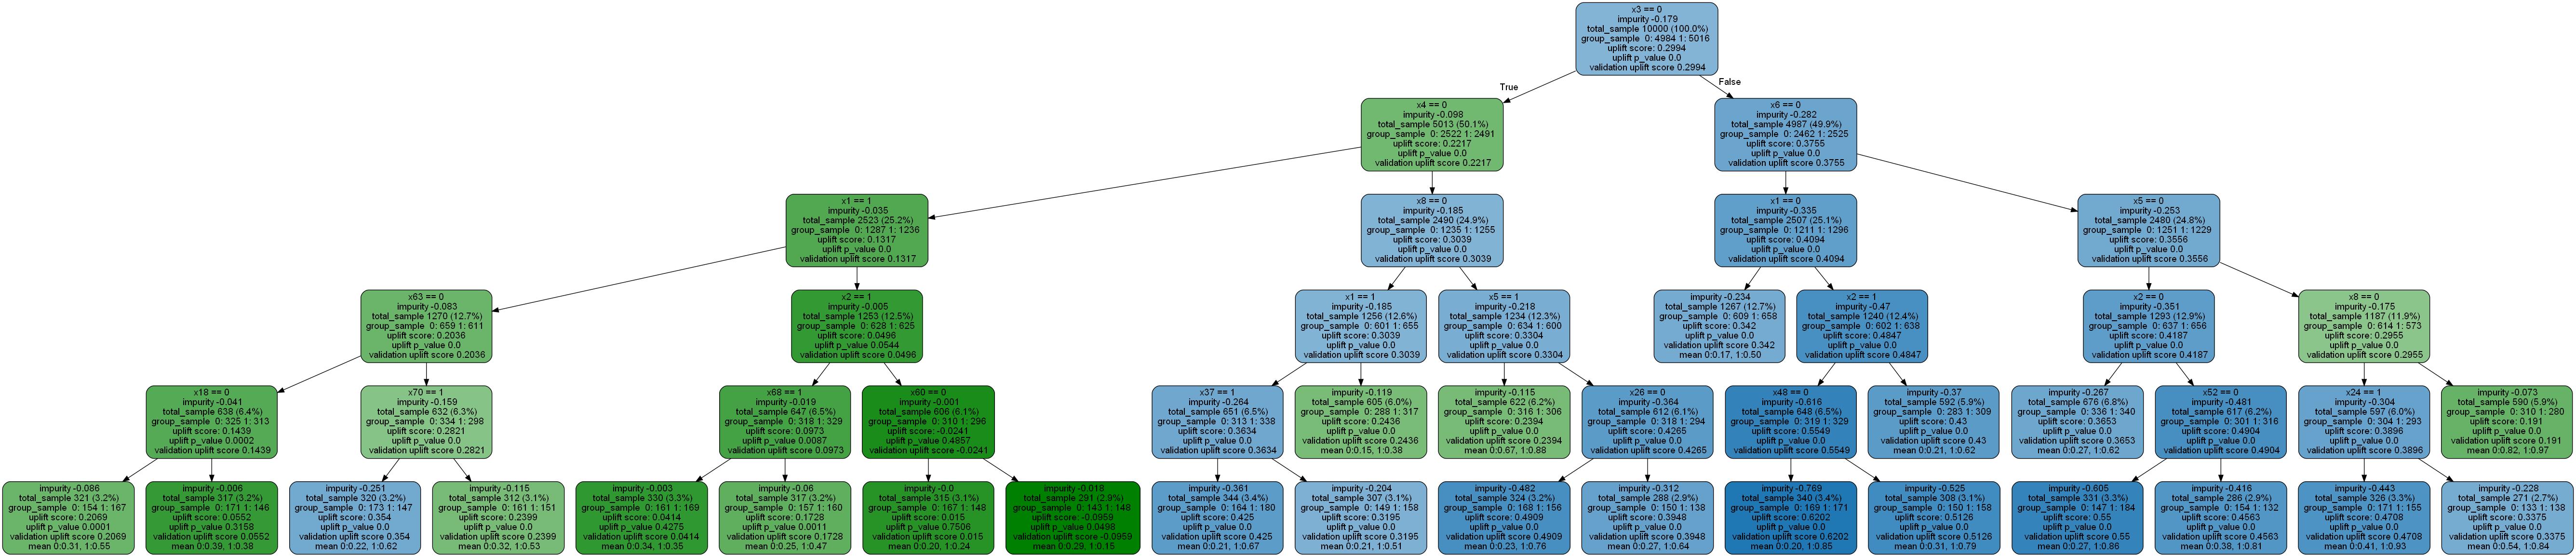 x3 == 0
impurity -0.179
total_sample 10000 (100.0%)
group_sample 0: 4984 1: 5016
uplift score: 0.2994
uplift p_value 0.0
validation uplift score 0.2994
True
False
x4 == 0
impurity -0.098
total_sample 5013 (50.1%)
group_sample 0: 2522 1: 2491
uplift score: 0.2217
uplift p_value 0.0
validation uplift score 0.2217
x6 == 0
impurity -0.282
total_sample 4987 (49.9%)
group_sample 0: 2462 1: 2525
uplift score: 0.3755
uplift p_value 0.0
validation uplift score 0.3755
x1 == 1
impurity -0.035
total_sample 2523 (25.2%)
group_sample 0: 1287 1: 1236
uplift score: 0.1317
uplift p_value 0.0
validation uplift score 0.1317
x8 == 0
impurity -0.185
total_sample 2490 (24.9%)
group_sample 0: 1235 1: 1255
uplift score: 0.3039
uplift p_value 0.0
validation uplift score 0.3039
x1 == 0
impurity -0.335
total_sample 2507 (25.1%)
group_sample 0: 1211 1: 1296
uplift score: 0.4094
uplift p_value 0.0
validation uplift score 0.4094
x5 == 0
impurity -0.253
total_sample 2480 (24.8%)
group_sample 0: 1251 1: 1229
uplift score: 0.3556
uplift p_value 0.0
validation uplift score 0.3556
x63 == 0
impurity -0.083
total_sample 1270 (12.7%)
group_sample 0: 659 1: 611
uplift score: 0.2036
uplift p_value 0.0
validation uplift score 0.2036
x2 == 1
impurity -0.005
total_sample 1253 (12.5%)
group_sample 0: 628 1: 625
uplift score: 0.0496
uplift p_value 0.0544
validation uplift score 0.0496
x1 == 1
impurity -0.185
total_sample 1256 (12.6%)
group_sample 0: 601 1: 655
uplift score: 0.3039
uplift p_value 0.0
validation uplift score 0.3039
x5 == 1
impurity -0.218
total_sample 1234 (12.3%)
group_sample 0: 634 1: 600
uplift score: 0.3304
uplift p_value 0.0
validation uplift score 0.3304
impurity -0.234
total_sample 1267 (12.7%)
group_sample 0: 609 1: 658
uplift score: 0.342
uplift p_value 0.0
validation uplift score 0.342
mean 0:0.17, 1:0.50
x2 == 1
impurity -0.47
total_sample 1240 (12.4%)
group_sample 0: 602 1: 638
uplift score: 0.4847
uplift p_value 0.0
validation uplift score 0.4847
x2 == 0
impurity -0.351
total_sample 1293 (12.9%)
group_sample 0: 637 1: 656
uplift score: 0.4187
uplift p_value 0.0
validation uplift score 0.4187
x8 == 0
impurity -0.175
total_sample 1187 (11.9%)
group_sample 0: 614 1: 573
uplift score: 0.2955
uplift p_value 0.0
validation uplift score 0.2955
x18 == 0
impurity -0.041
total_sample 638 (6.4%)
group_sample 0: 325 1: 313
uplift score: 0.1439
uplift p_value 0.0002
validation uplift score 0.1439
x70 == 1
impurity -0.159
total_sample 632 (6.3%)
group_sample 0: 334 1: 298
uplift score: 0.2821
uplift p_value 0.0
validation uplift score 0.2821
x68 == 1
impurity -0.019
total_sample 647 (6.5%)
group_sample 0: 318 1: 329
uplift score: 0.0973
uplift p_value 0.0087
validation uplift score 0.0973
x60 == 0
impurity -0.001
total_sample 606 (6.1%)
group_sample 0: 310 1: 296
uplift score: -0.0241
uplift p_value 0.4857
validation uplift score -0.0241
x37 == 1
impurity -0.264
total_sample 651 (6.5%)
group_sample 0: 313 1: 338
uplift score: 0.3634
uplift p_value 0.0
validation uplift score 0.3634
impurity -0.119
total_sample 605 (6.0%)
group_sample 0: 288 1: 317
uplift score: 0.2436
uplift p_value 0.0
validation uplift score 0.2436
mean 0:0.15, 1:0.38
impurity -0.115
total_sample 622 (6.2%)
group_sample 0: 316 1: 306
uplift score: 0.2394
uplift p_value 0.0
validation uplift score 0.2394
mean 0:0.67, 1:0.88
x26 == 0
impurity -0.364
total_sample 612 (6.1%)
group_sample 0: 318 1: 294
uplift score: 0.4265
uplift p_value 0.0
validation uplift score 0.4265
x48 == 0
impurity -0.616
total_sample 648 (6.5%)
group_sample 0: 319 1: 329
uplift score: 0.5549
uplift p_value 0.0
validation uplift score 0.5549
impurity -0.37
total_sample 592 (5.9%)
group_sample 0: 283 1: 309
uplift score: 0.43
uplift p_value 0.0
validation uplift score 0.43
mean 0:0.21, 1:0.62
impurity -0.267
total_sample 676 (6.8%)
group_sample 0: 336 1: 340
uplift score: 0.3653
uplift p_value 0.0
validation uplift score 0.3653
mean 0:0.27, 1:0.62
x52 == 0
impurity -0.481
total_sample 617 (6.2%)
group_sample 0: 301 1: 316
uplift score: 0.4904
uplift p_value 0.0
validation uplift score 0.4904
x24 == 1
impurity -0.304
total_sample 597 (6.0%)
group_sample 0: 304 1: 293
uplift score: 0.3896
uplift p_value 0.0
validation uplift score 0.3896
impurity -0.073
total_sample 590 (5.9%)
group_sample 0: 310 1: 280
uplift score: 0.191
uplift p_value 0.0
validation uplift score 0.191
mean 0:0.82, 1:0.97
impurity -0.086
total_sample 321 (3.2%)
group_sample 0: 154 1: 167
uplift score: 0.2069
uplift p_value 0.0001
validation uplift score 0.2069
mean 0:0.31, 1:0.55
impurity -0.006
total_sample 317 (3.2%)
group_sample 0: 171 1: 146
uplift score: 0.0552
uplift p_value 0.3158
validation uplift score 0.0552
mean 0:0.39, 1:0.38
impurity -0.251
total_sample 320 (3.2%)
group_sample 0: 173 1: 147
uplift score: 0.354
uplift p_value 0.0
validation uplift score 0.354
mean 0:0.22, 1:0.62
impurity -0.115
total_sample 312 (3.1%)
group_sample 0: 161 1: 151
uplift score: 0.2399
uplift p_value 0.0
validation uplift score 0.2399
mean 0:0.32, 1:0.53
impurity -0.003
total_sample 330 (3.3%)
group_sample 0: 161 1: 169
uplift score: 0.0414
uplift p_value 0.4275
validation uplift score 0.0414
mean 0:0.34, 1:0.35
impurity -0.06
total_sample 317 (3.2%)
group_sample 0: 157 1: 160
uplift score: 0.1728
uplift p_value 0.0011
validation uplift score 0.1728
mean 0:0.25, 1:0.47
impurity -0.0
total_sample 315 (3.1%)
group_sample 0: 167 1: 148
uplift score: 0.015
uplift p_value 0.7506
validation uplift score 0.015
mean 0:0.20, 1:0.24
impurity -0.018
total_sample 291 (2.9%)
group_sample 0: 143 1: 148
uplift score: -0.0959
uplift p_value 0.0498
validation uplift score -0.0959
mean 0:0.29, 1:0.15
impurity -0.361
total_sample 344 (3.4%)
group_sample 0: 164 1: 180
uplift score: 0.425
uplift p_value 0.0
validation uplift score 0.425
mean 0:0.21, 1:0.67
impurity -0.204
total_sample 307 (3.1%)
group_sample 0: 149 1: 158
uplift score: 0.3195
uplift p_value 0.0
validation uplift score 0.3195
mean 0:0.21, 1:0.51
impurity -0.482
total_sample 324 (3.2%)
group_sample 0: 168 1: 156
uplift score: 0.4909
uplift p_value 0.0
validation uplift score 0.4909
mean 0:0.23, 1:0.76
impurity -0.312
total_sample 288 (2.9%)
group_sample 0: 150 1: 138
uplift score: 0.3948
uplift p_value 0.0
validation uplift score 0.3948
mean 0:0.27, 1:0.64
impurity -0.769
total_sample 340 (3.4%)
group_sample 0: 169 1: 171
uplift score: 0.6202
uplift p_value 0.0
validation uplift score 0.6202
mean 0:0.20, 1:0.85
impurity -0.525
total_sample 308 (3.1%)
group_sample 0: 150 1: 158
uplift score: 0.5126
uplift p_value 0.0
validation uplift score 0.5126
mean 0:0.31, 1:0.79
impurity -0.605
total_sample 331 (3.3%)
group_sample 0: 147 1: 184
uplift score: 0.55
uplift p_value 0.0
validation uplift score 0.55
mean 0:0.27, 1:0.86
impurity -0.416
total_sample 286 (2.9%)
group_sample 0: 154 1: 132
uplift score: 0.4563
uplift p_value 0.0
validation uplift score 0.4563
mean 0:0.38, 1:0.81
impurity -0.443
total_sample 326 (3.3%)
group_sample 0: 171 1: 155
uplift score: 0.4708
uplift p_value 0.0
validation uplift score 0.4708
mean 0:0.41, 1:0.93
impurity -0.228
total_sample 271 (2.7%)
group_sample 0: 133 1: 138
uplift score: 0.3375
uplift p_value 0.0
validation uplift score 0.3375
mean 0:0.54, 1:0.84